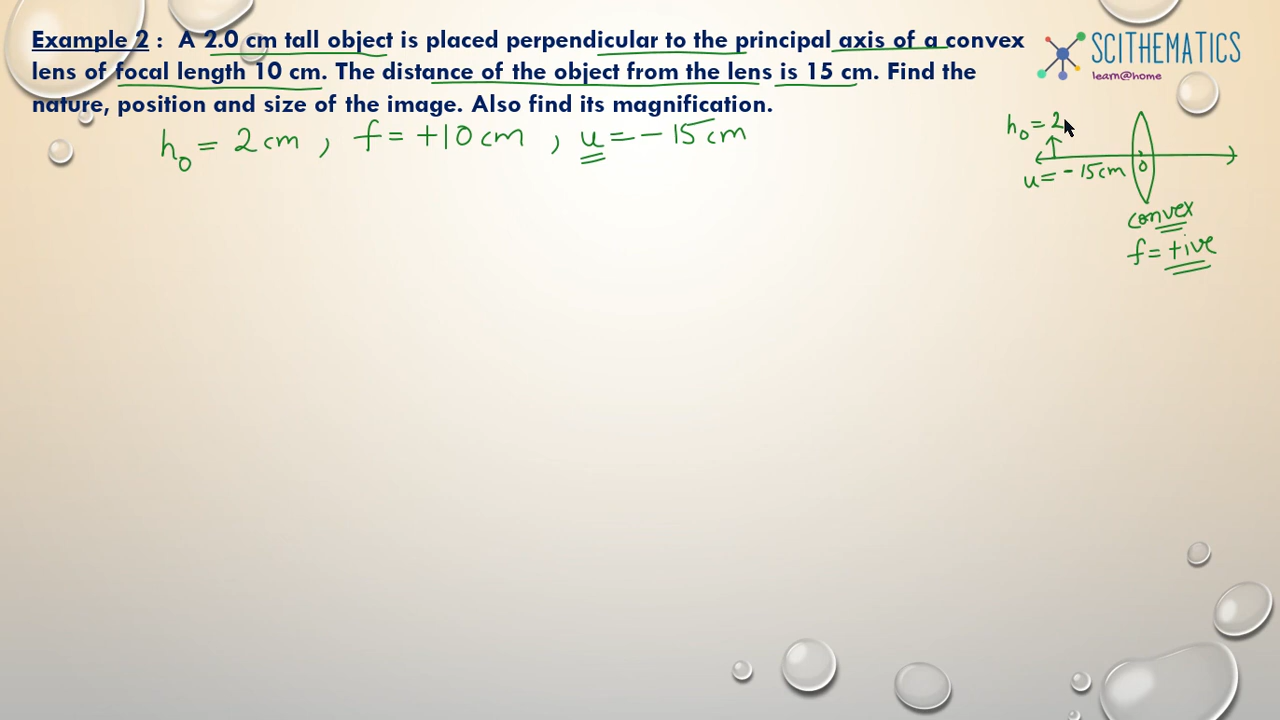 Example 2 : A 2.0 cm tall object is placed perpendicular to the principal axis of a convex
lens of focal length 10 cm. The distance of the object from the lens is 15 cm. Find the
nature, position and size of the image. Also find its magnification.
SCITHEMATICS
learn@home
h₀ = 2 cm , f = +10 cm , u = - 15 cm
h₀ = 2
u = - 15 cm
O
convex
f = +ive